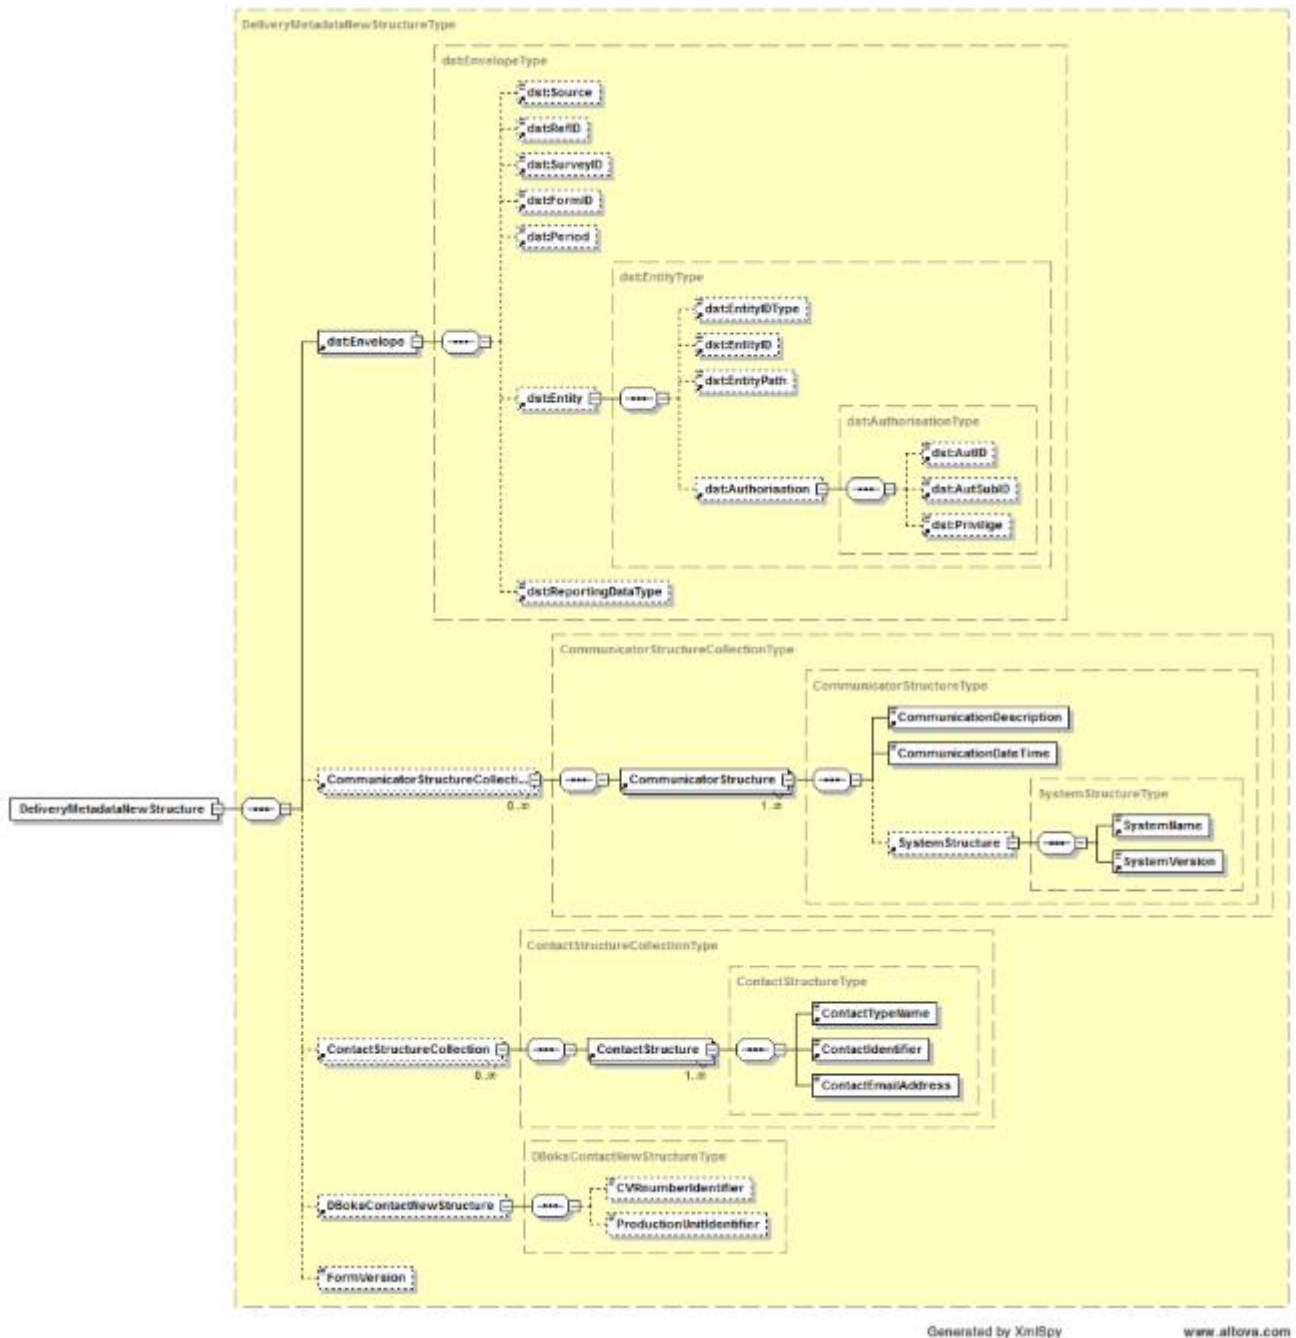 DeliveryMetadataNewStructureType
dst:EnvelopeType
dst:Source
dst:RefID
dst:SurveyID
dst:FormID
dst:Period
dst:EntityType
dst:EntityIDType
dst:Envelope
dst:EntityID
dst:EntityPath
dst:Entity
dst:AuthorisationType
dst:AutID
dst:Authorisation
dst:AutSubID
dst:Privilige
dst:ReportingDataType
CommunicatorStructureCollectionType
CommunicatorStructureType
CommunicationDescription
CommunicationDateTime
CommunicatorStructureCollecti...
CommunicatorStructure
0..∞
1..∞
SystemStructureType
DeliveryMetadataNewStructure
SystemName
SystemStructure
SystemVersion
ContactStructureCollectionType
ContactStructureType
ContactTypeName
ContactStructureCollection
ContactStructure
ContactIdentifier
0..∞
1..∞
ContactEmailAddress
DBoksContactNewStructureType
CVRnumberIdentifier
DBoksContactNewStructure
ProductionUnitIdentifier
FormVersion
Generated by XmlSpy
www.altova.com